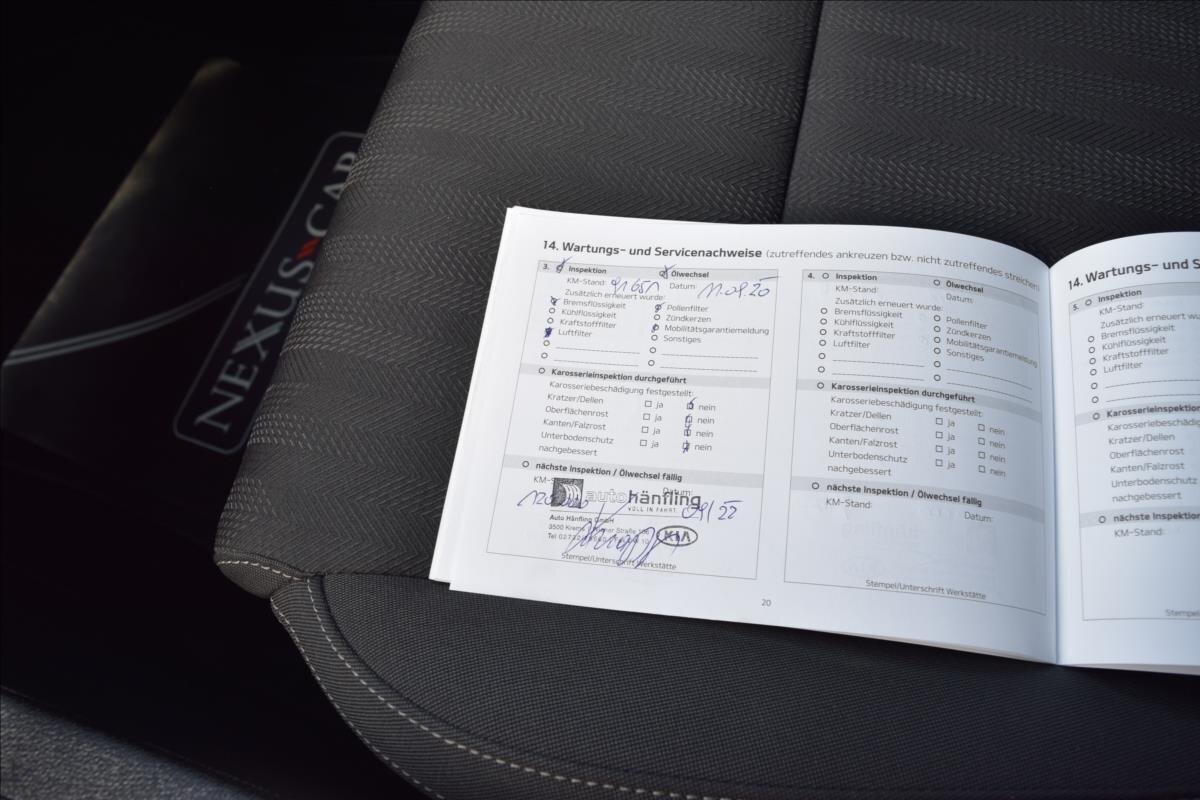 NEXUS CAR
14. Wartungs- und Servicenachweise (zutreffendes ankreuzen bzw. nicht zutreffendes streichen)
3. Inspektion Ölwechsel
KM-Stand: 91651 Datum: 11.09.20
Zusätzlich erneuert wurde:
Bremsflüssigkeit Pollenfilter
Kühlflüssigkeit Zündkerzen
Kraftstofffilter Mobilitätsgarantiemeldung
Luftfilter Sonstiges
Karosserieinspektion durchgeführt
Karosseriebeschädigung festgestellt:
Kratzer/Dellen ja nein
Oberflächenrost ja nein
Kanten/Falzrost ja nein
Unterbodenschutz ja nein
nachgebessert
nächste Inspektion / Ölwechsel fällig
KM-S Datum:
120.000 autohänfling 09/22
VOLL IN FAHRT.
Auto Hänfling GmbH
3500 Krems
KIA
Stempel/Unterschrift Werkstätte
4. Inspektion Ölwechsel
KM-Stand: Datum:
Zusätzlich erneuert wurde:
Bremsflüssigkeit Pollenfilter
Kühlflüssigkeit Zündkerzen
Kraftstofffilter Mobilitätsgarantiemeldung
Luftfilter Sonstiges
Karosserieinspektion durchgeführt
Karosseriebeschädigung festgestellt:
Kratzer/Dellen ja nein
Oberflächenrost ja nein
Kanten/Falzrost ja nein
Unterbodenschutz ja nein
nachgebessert
nächste Inspektion / Ölwechsel fällig
KM-Stand: Datum:
Stempel/Unterschrift Werkstätte
20
14. Wartungs- und S
5. Inspektion
KM-Stand:
Zusätzlich erneuert w
Bremsflüssigkeit
Kühlflüssigkeit
Kraftstofffilter
Luftfilter
Karosserieinspektion
Karosseriebeschädig
Kratzer/Dellen
Oberflächenrost
Kanten/Falzrost
Unterbodenschutz
nachgebessert
nächste Inspektion
KM-Stand:
Stempel